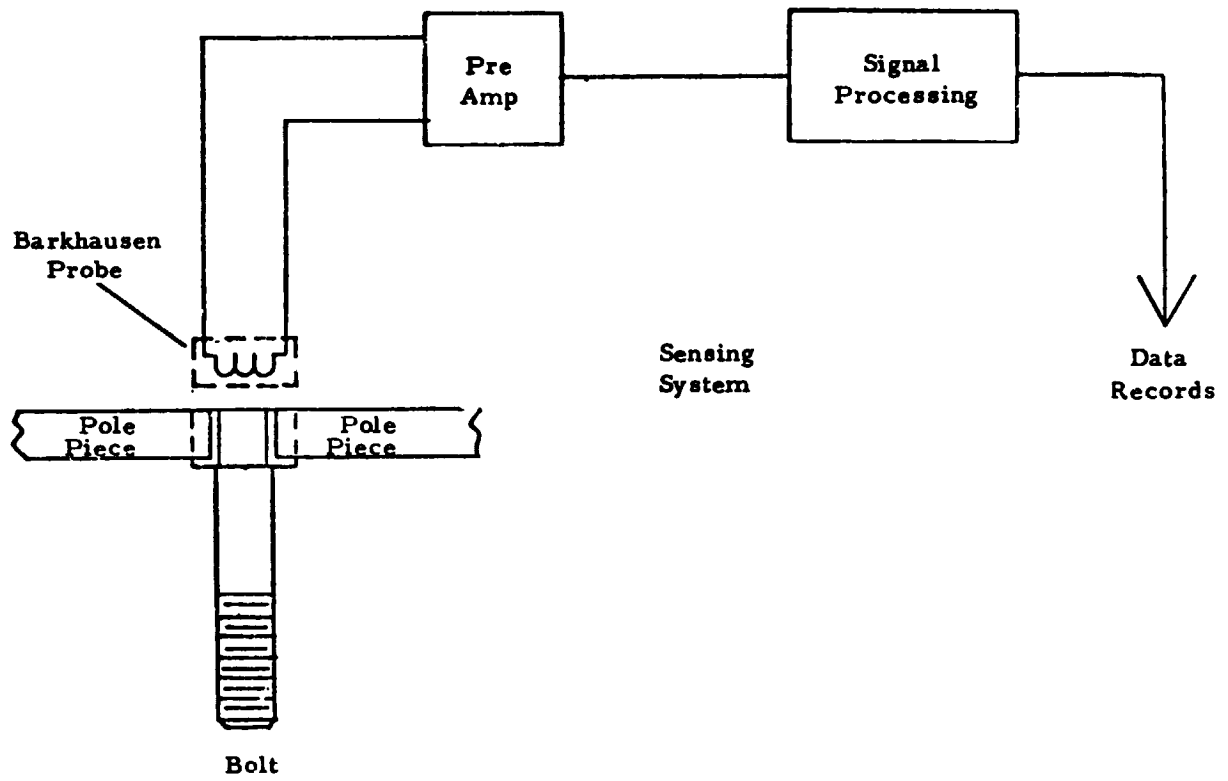 Pre
Amp
Signal
Processing
Barkhausen
Probe
Sensing
System
Data
Records
Pole
Piece
Pole
Piece
Bolt